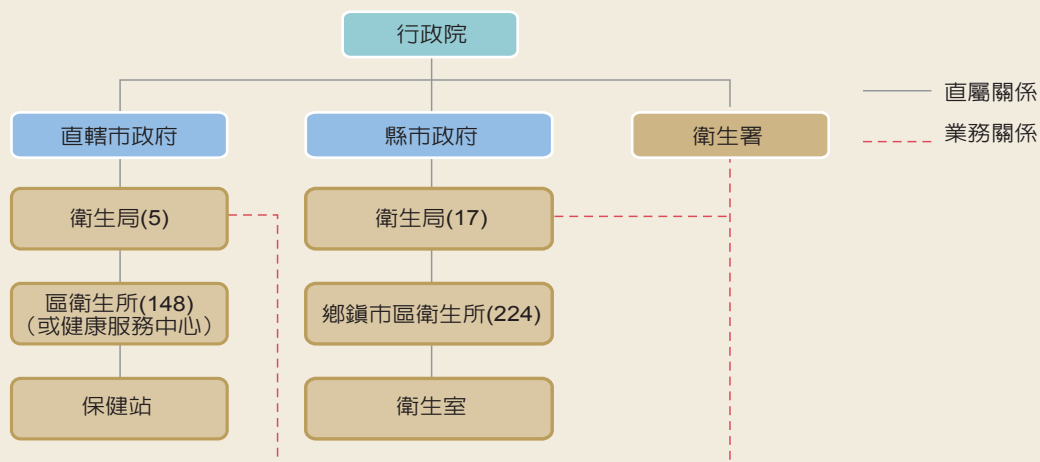 行政院
直轄市政府
縣市政府
衛生署
直屬關係
業務關係
衛生局(5)
衛生局(17)
區衛生所(148)
（或健康服務中心）
鄉鎮市區衛生所(224)
保健站
衛生室